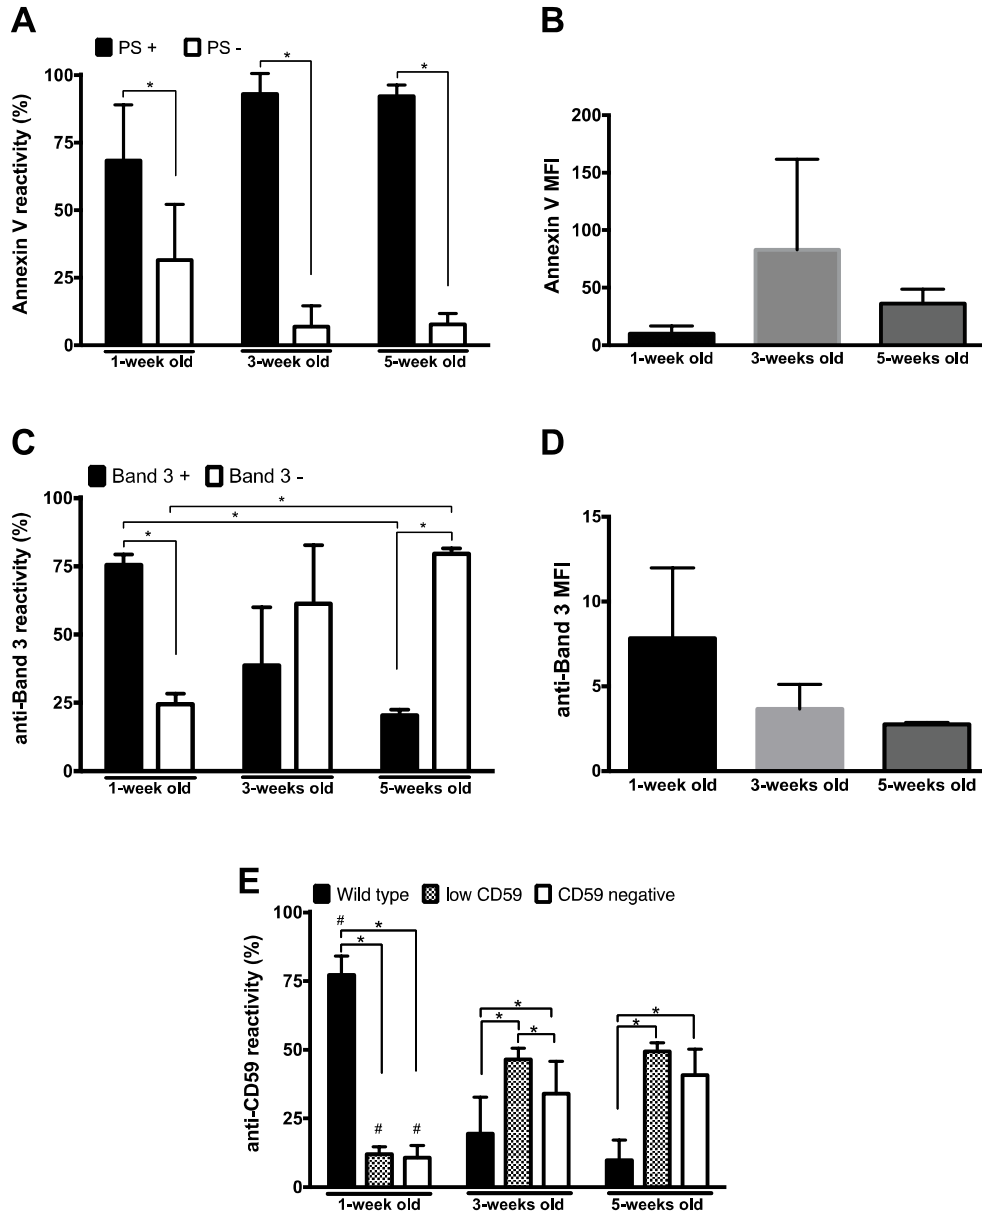 A
PS + PS -
Annexin V reactivity (%)
100
75
50
25
0
* * *
1-week old 3-week old 5-week old
B
Annexin V MFI
200
150
100
50
0
1-week old 3-weeks old 5-weeks old
C
Band 3 + Band 3 -
anti-Band 3 reactivity (%)
100
75
50
25
0
*
*
* *
1-week old 3-weeks old 5-weeks old
D
anti-Band 3 MFI
15
10
5
0
1-week old 3-weeks old 5-weeks old
E
Wild type low CD59 CD59 negative
anti-CD59 reactivity (%)
100
75
50
25
0
# *
*
* *
* * *
# #
1-week old 3-weeks old 5-weeks old